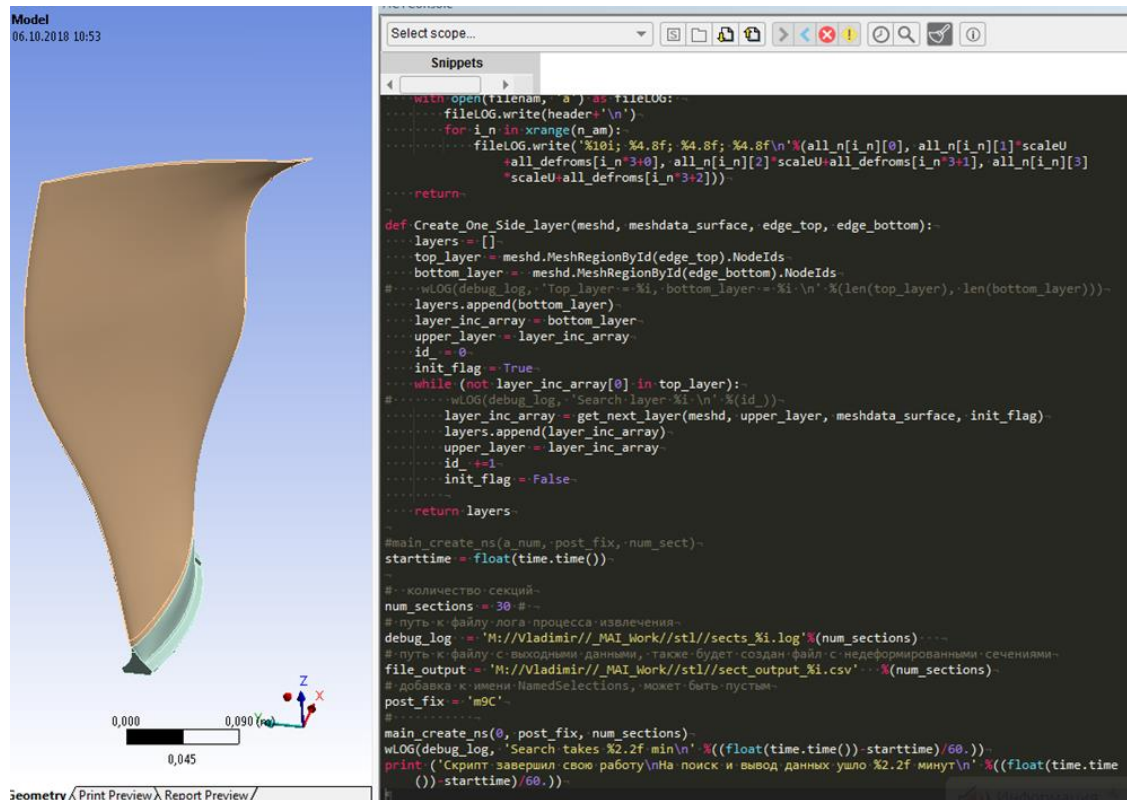 Model
06.10.2018 10:53
0,000
0,090 (m)
0,045
Z
X
Y
Geometry / Print Preview \ Report Preview /
ACT Console
Select scope...
Snippets
with open(filenam, 'a') as fileLOG:
fileLOG.write(header+'\n')
for i_n in xrange(n_am):
fileLOG.write('%10i; %4.8f; %4.8f; %4.8f\n'%(all_n[i_n][0], all_n[i_n][1]*scaleU
+all_defroms[i_n*3+0], all_n[i_n][2]*scaleU+all_defroms[i_n*3+1], all_n[i_n][3]
*scaleU+all_defroms[i_n*3+2]))
return
def Create_One_Side_layer(meshd, meshdata_surface, edge_top, edge_bottom):
layers = []
top_layer = meshd.MeshRegionById(edge_top).NodeIds
bottom_layer = meshd.MeshRegionById(edge_bottom).NodeIds
# wLOG(debug_log, 'Top_layer = %i, bottom_layer = %i \n' %(len(top_layer), len(bottom_layer)))
layers.append(bottom_layer)
layer_inc_array = bottom_layer
upper_layer = layer_inc_array
id_ = 0
init_flag = True
while (not layer_inc_array[0] in top_layer):
# wLOG(debug_log, 'Search layer %i \n' %(id_))
layer_inc_array = get_next_layer(meshd, upper_layer, meshdata_surface, init_flag)
layers.append(layer_inc_array)
upper_layer = layer_inc_array
id_ +=1
init_flag = False
return layers
#main_create_ns(a_num, post_fix, num_sect)
starttime = float(time.time())
# количество секций
num_sections = 30 #
# путь к файлу лога процесса извлечения
debug_log = 'M://Vladimir//_MAI_Work//stl//sects_%i.log'%(num_sections)
# путь к файлу с выходными данными, также будет создан файл с недеформированными сечениями
file_output = 'M://Vladimir//_MAI_Work//stl//sect_output_%i.csv' %(num_sections)
# добавка к имени NamedSelections, может быть пустым
post_fix = 'm9C'
#
main_create_ns(0, post_fix, num_sections)
wLOG(debug_log, 'Search takes %2.2f min\n' %((float(time.time())-starttime)/60.))
print ('Скрипт завершил свою работу\nНа поиск и вывод данных ушло %2.2f минут\n' %((float(time.time
())-starttime)/60.))